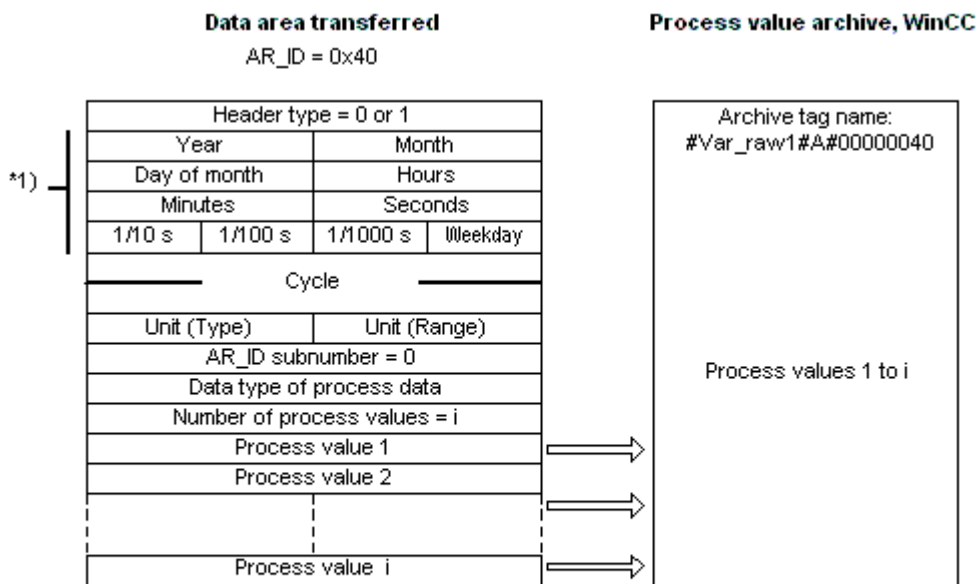 Data area transferred
AR_ID = 0x40
Process value archive, WinCC
Header type = 0 or 1
Year Month
Day of month Hours
Minutes Seconds
1/10 s 1/100 s 1/1000 s Weekday
*1)
Cycle
Unit (Type) Unit (Range)
AR_ID subnumber = 0
Data type of process data
Number of process values = i
Process value 1
Process value 2
Process value i
Archive tag name:
#Var_raw1#A#00000040
Process values 1 to i